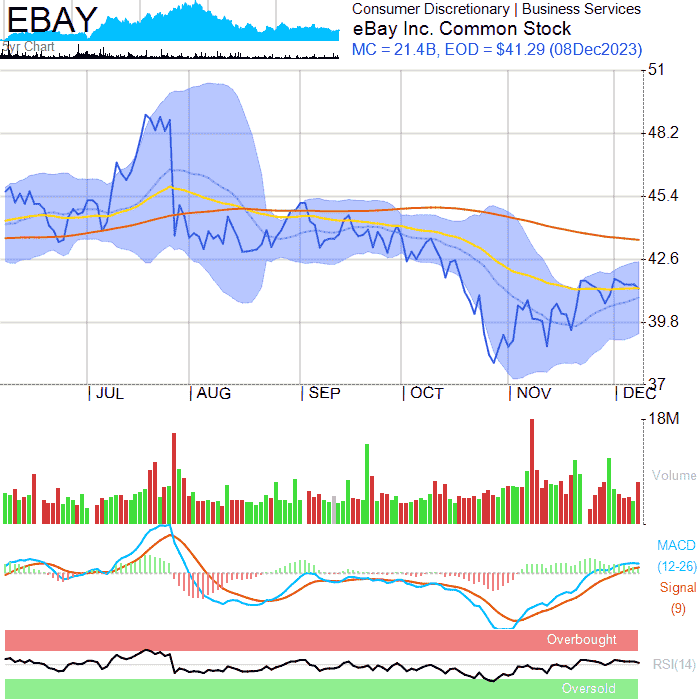 EBAY
5yr Chart
Consumer Discretionary | Business Services
eBay Inc. Common Stock
MC = 21.4B, EOD = $41.29 (08Dec2023)
51
48.2
45.4
42.6
39.8
37
JUL AUG SEP OCT NOV DEC
18M
Volume
MACD
(12-26)
Signal
(9)
Overbought
RSI(14)
Oversold